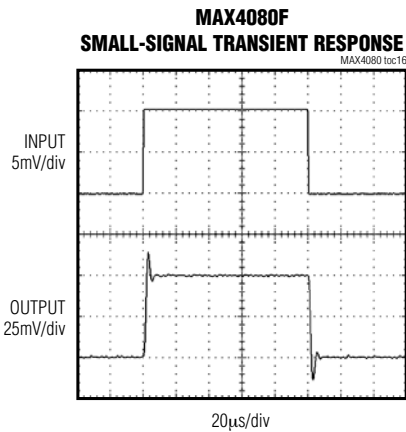 MAX4080F
SMALL-SIGNAL TRANSIENT RESPONSE
MAX4080 toc16
INPUT
5mV/div
OUTPUT
25mV/div
20μs/div